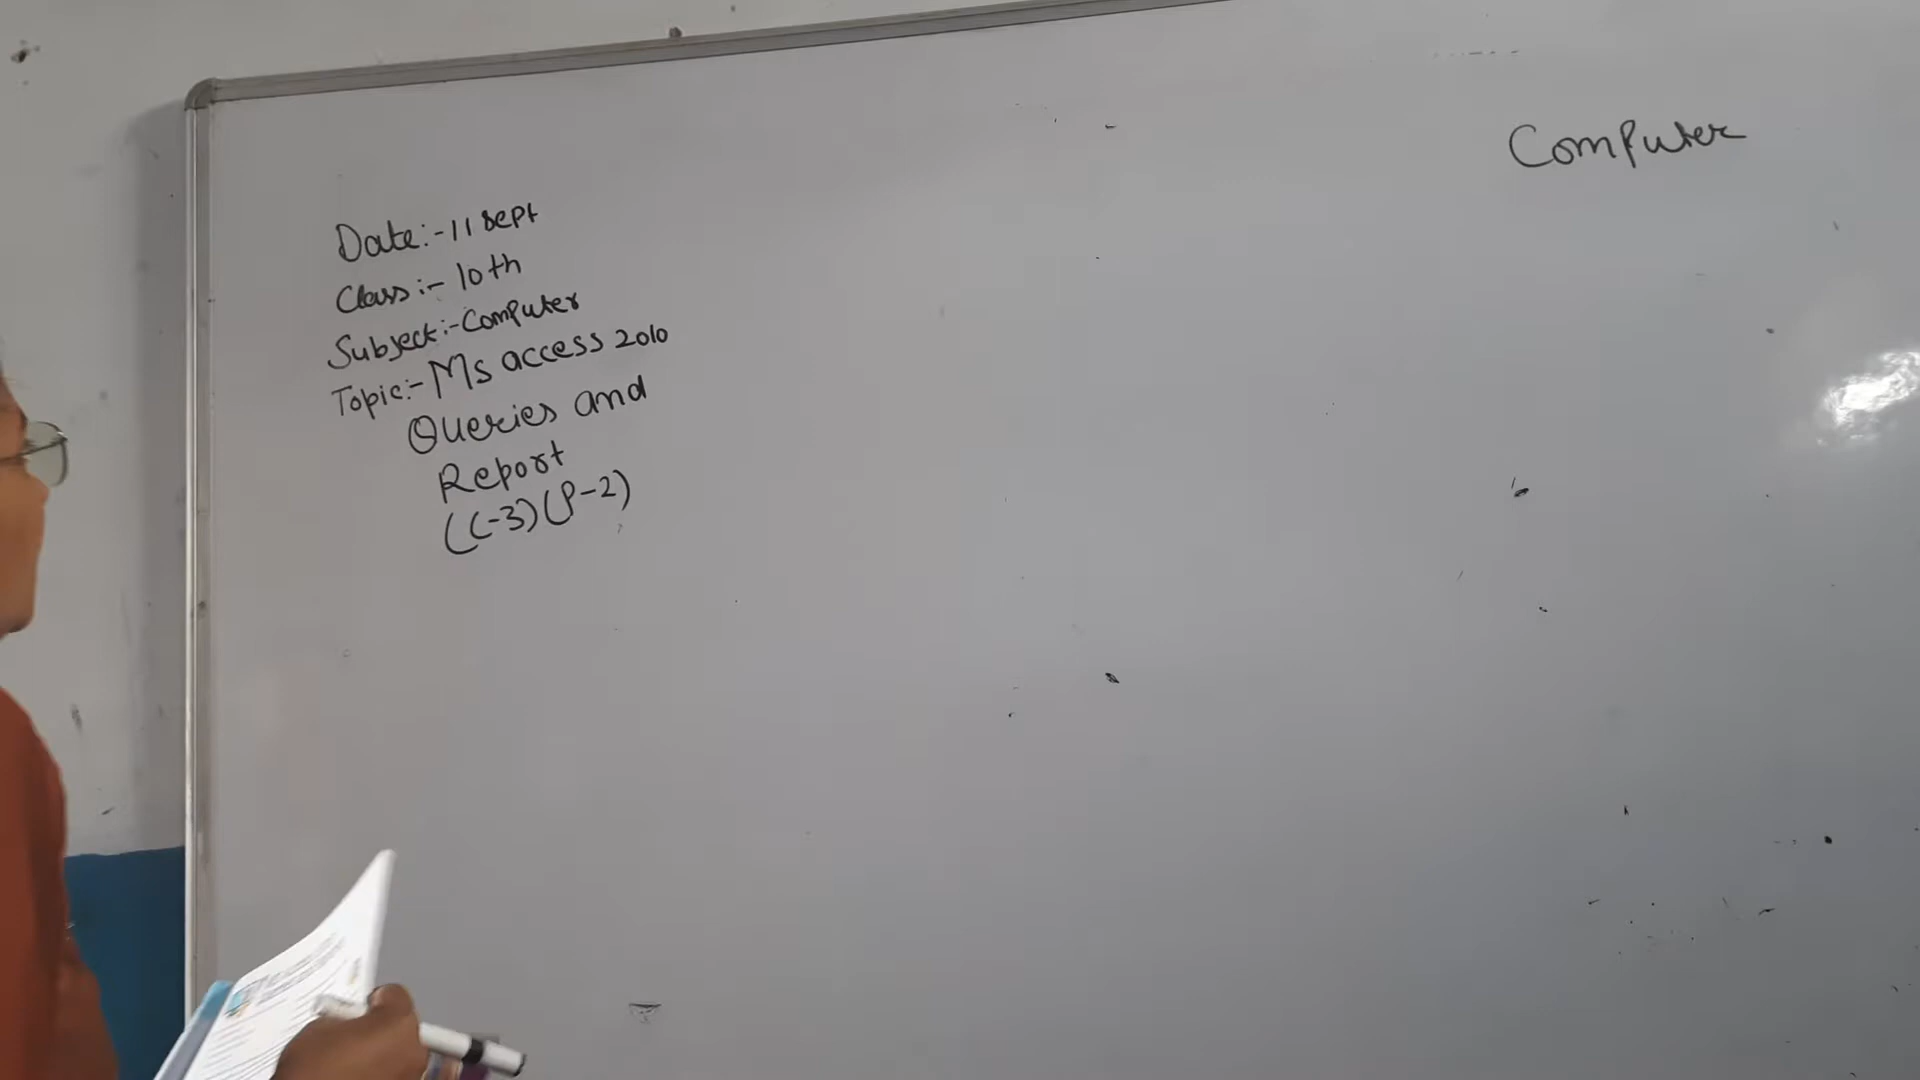 Computer
Date:-11 Sept
Class:- 10th
Subject:-Computer
Topic:- Ms access 2010
Queries and
Report
(C-3)(P-2)